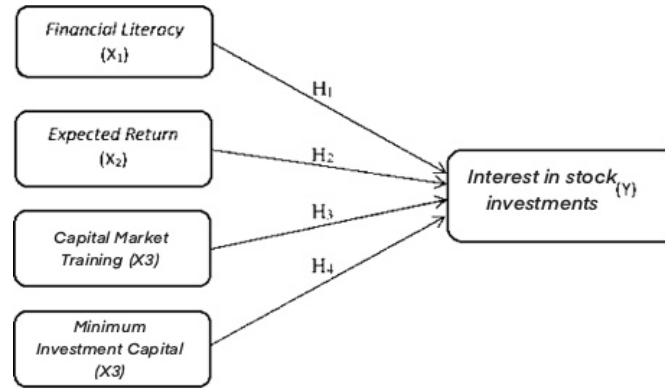 Financial Literacy
(X₁)
H₁
Expected Return
(X₂)
H₂
Interest in stock (Y)
investments
Capital Market
Training (X3)
H₃
H₄
Minimum
Investment Capital
(X3)